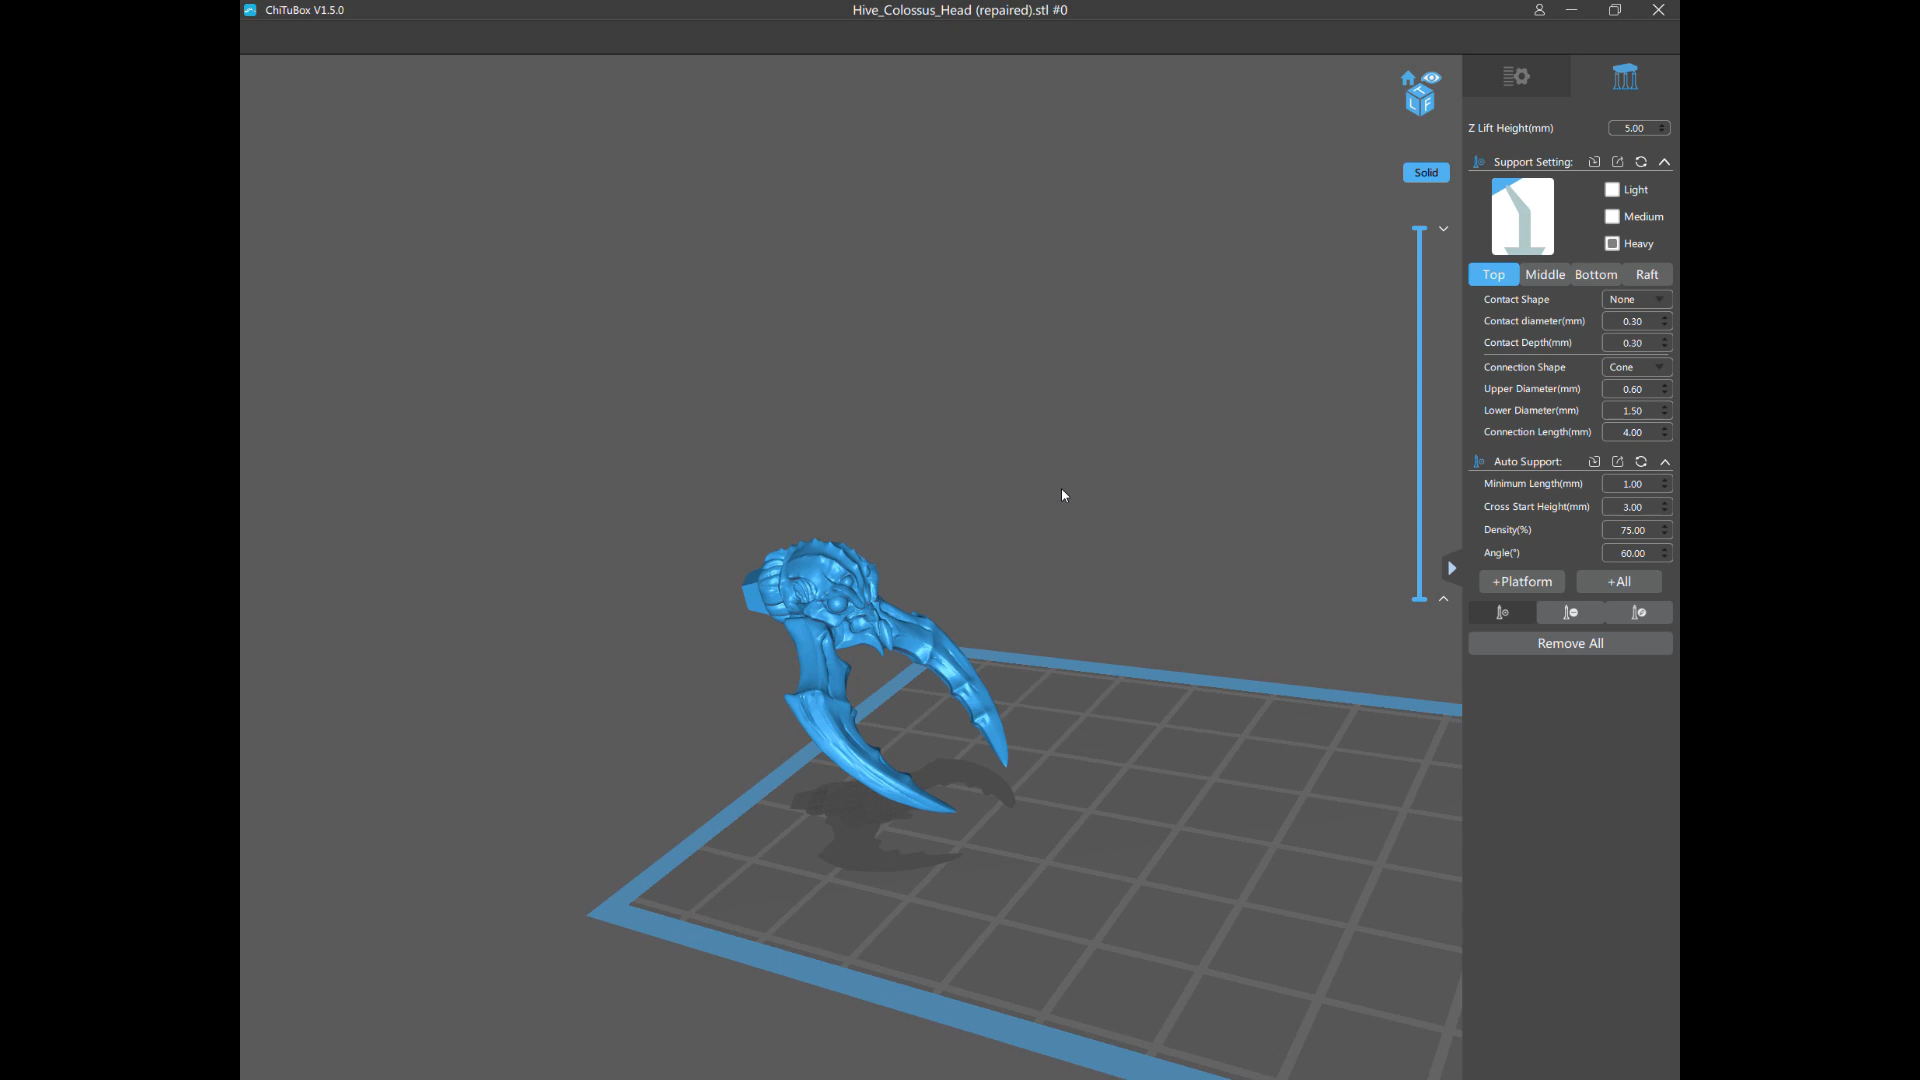 ChiTuBox V1.5.0
Hive_Colossus_Head (repaired).stl #0
T
L F
Solid
Z Lift Height(mm) 5.00
Support Setting:
Light
Medium
Heavy
Top Middle Bottom Raft
Contact Shape None
Contact diameter(mm) 0.30
Contact Depth(mm) 0.30
Connection Shape Cone
Upper Diameter(mm) 0.60
Lower Diameter(mm) 1.50
Connection Length(mm) 4.00
Auto Support:
Minimum Length(mm) 1.00
Cross Start Height(mm) 3.00
Density(%) 75.00
Angle(°) 60.00
+Platform +All
Remove All